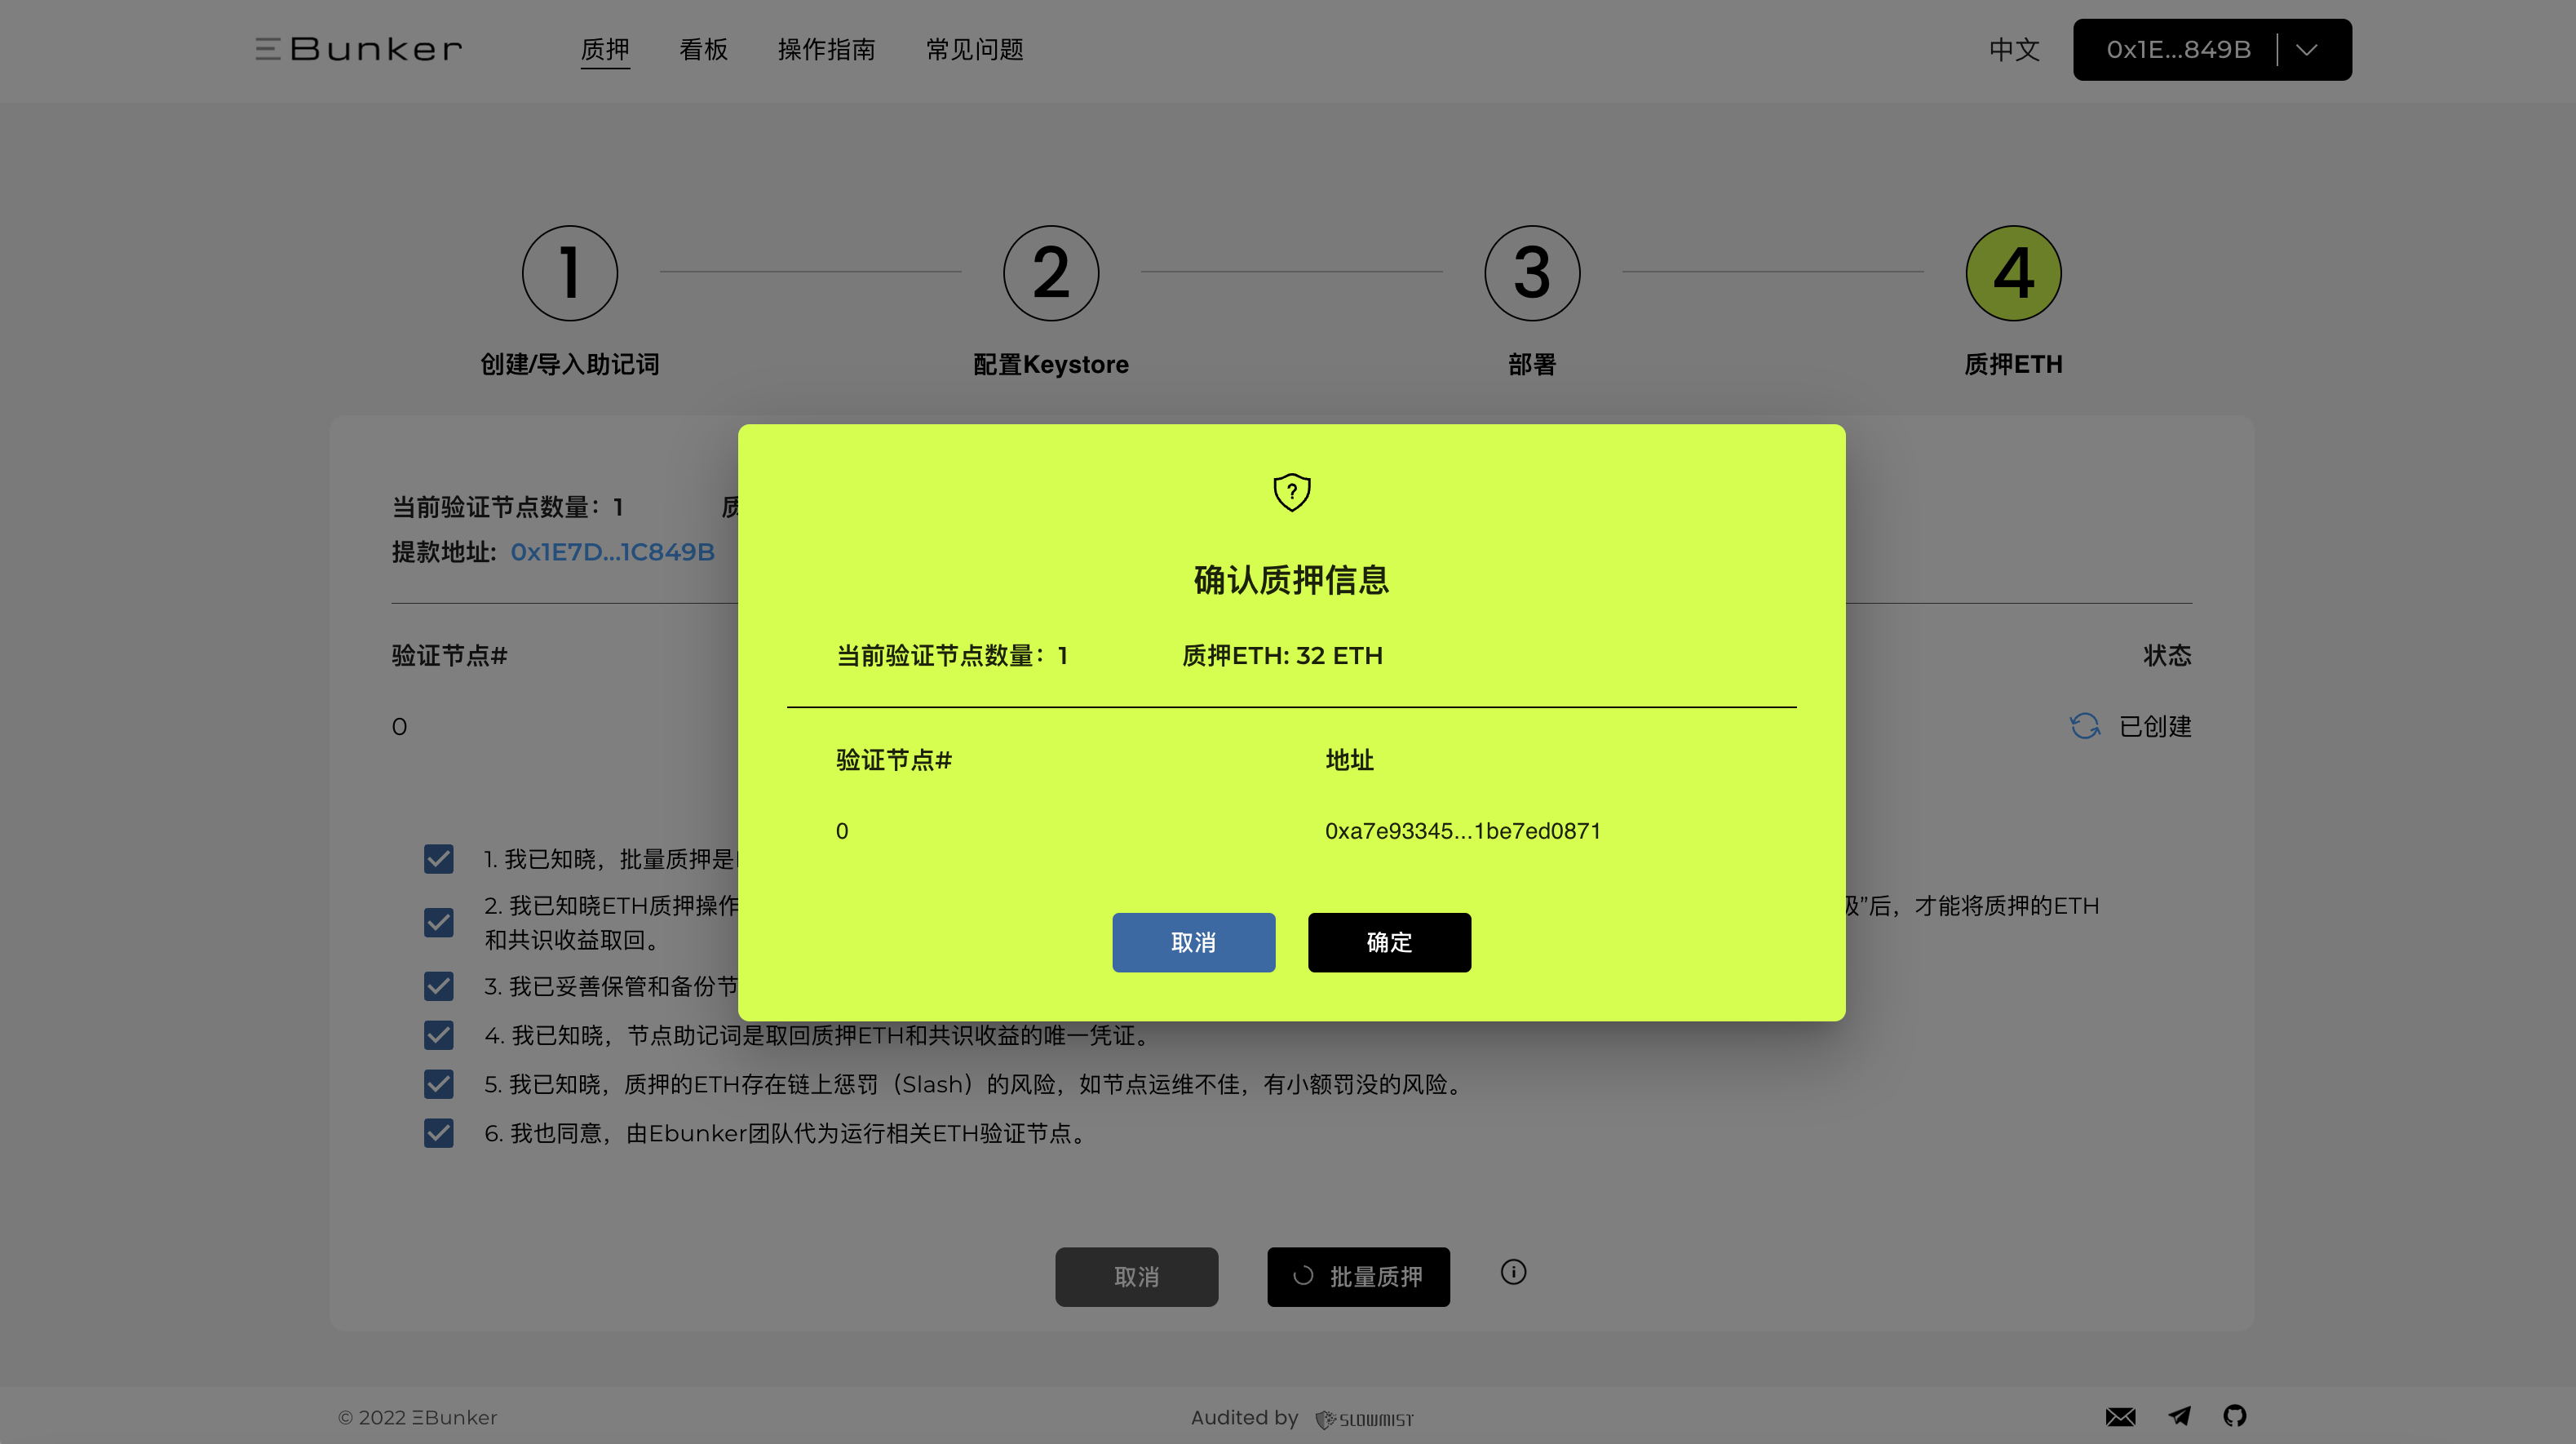 ΞBunker
质押 看板 操作指南 常见问题
中文
0x1E...849B
1 2 3 4
创建/导入助记词 配置Keystore 部署 质押ETH
当前验证节点数量：1
提款地址: 0x1E7D...1C849B
验证节点# 状态
0 已创建
?
确认质押信息
当前验证节点数量：1 质押ETH: 32 ETH
验证节点# 地址
0 0xa7e93345...1be7ed0871
取消 确定
1. 我已知晓，批量质押是
2. 我已知晓ETH质押操作 级”后，才能将质押的ETH
和共识收益取回。
3. 我已妥善保管和备份节
4. 我已知晓，节点助记词是取回质押ETH和共识收益的唯一凭证。
5. 我已知晓，质押的ETH存在链上惩罚（Slash）的风险，如节点运维不佳，有小额罚没的风险。
6. 我也同意，由Ebunker团队代为运行相关ETH验证节点。
取消 批量质押
© 2022 ΞBunker
Audited by SLOWMIST